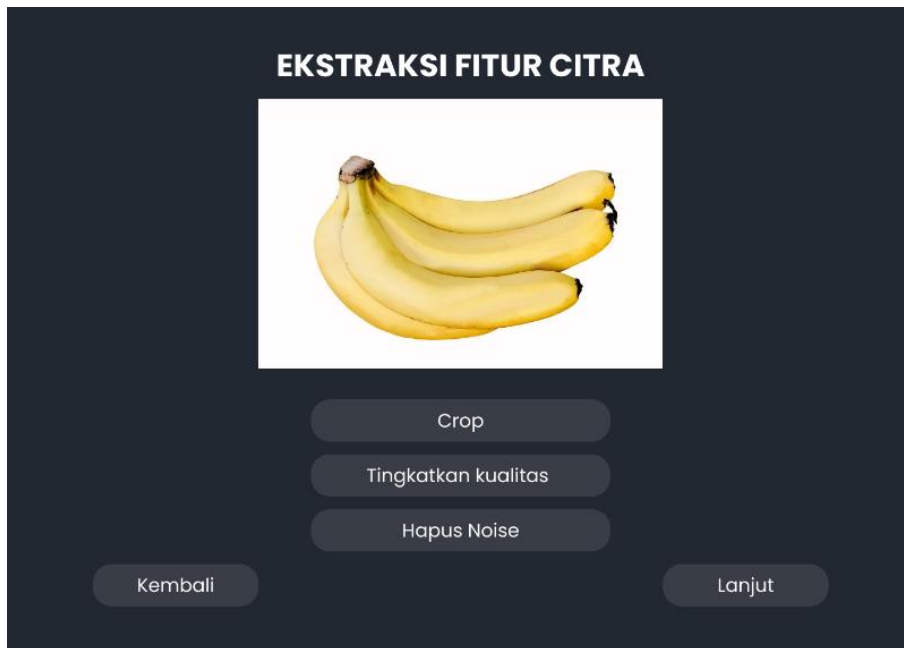 EKSTRAKSI FITUR CITRA
Crop
Tingkatkan kualitas
Hapus Noise
Kembali
Lanjut